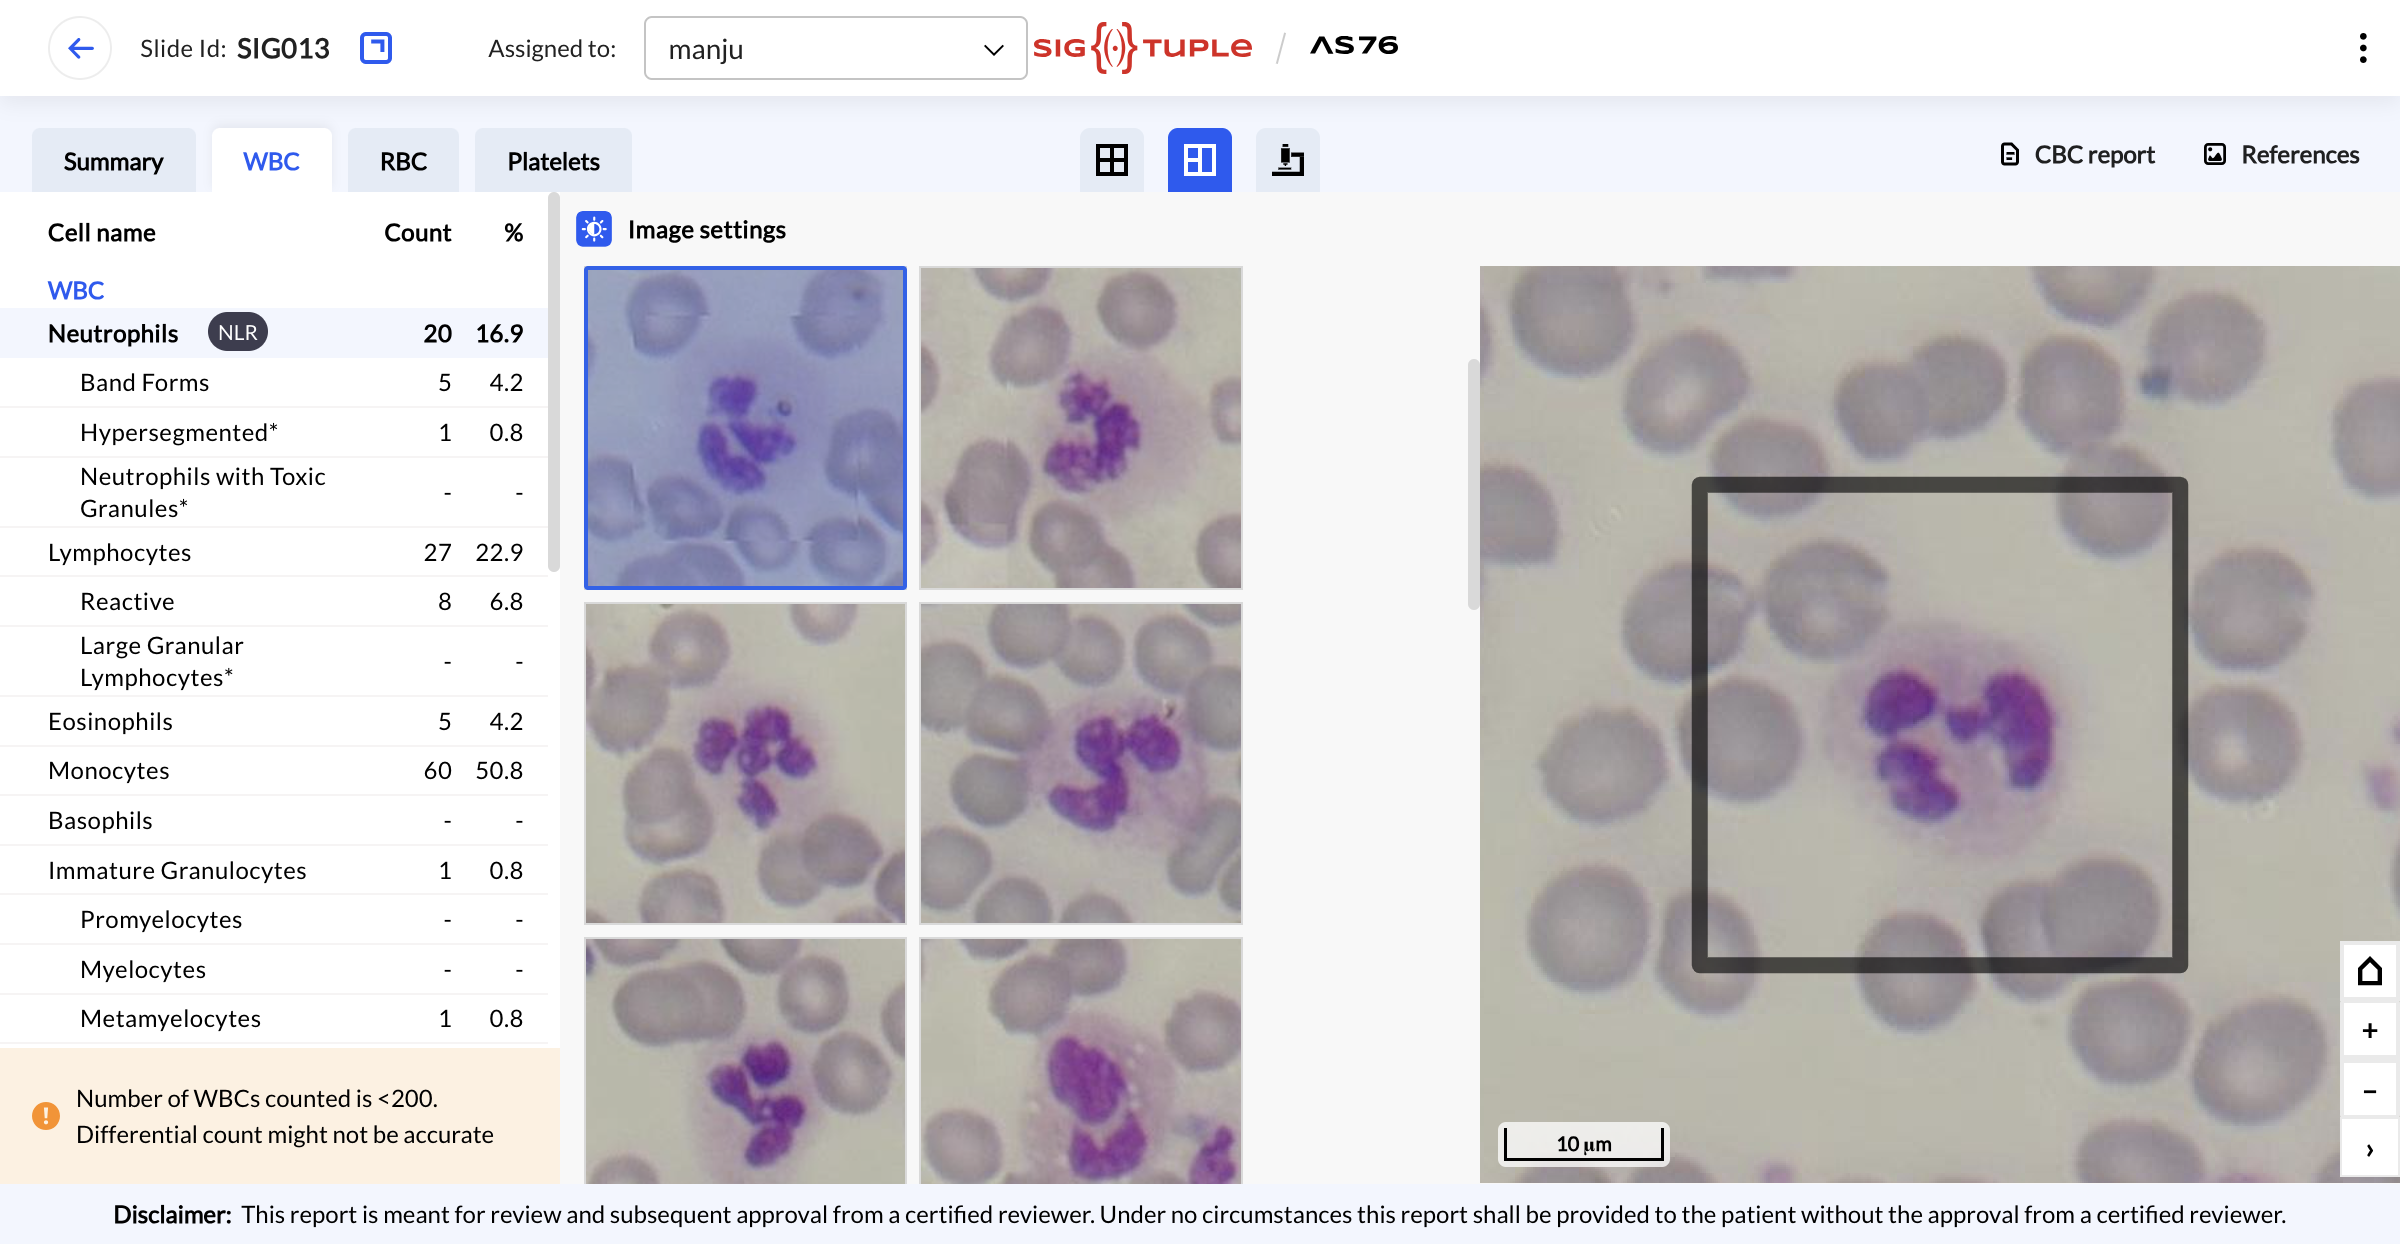 Slide Id: SIG013
Assigned to:
manju
SIG{(·)}TUPLE / AS76
Summary
WBC
RBC
Platelets
CBC report
References
Cell name Count %
WBC
Neutrophils NLR 20 16.9
Band Forms 5 4.2
Hypersegmented* 1 0.8
Neutrophils with Toxic
Granules* - -
Lymphocytes 27 22.9
Reactive 8 6.8
Large Granular
Lymphocytes* - -
Eosinophils 5 4.2
Monocytes 60 50.8
Basophils - -
Immature Granulocytes 1 0.8
Promyelocytes - -
Myelocytes - -
Metamyelocytes 1 0.8
Number of WBCs counted is <200.
Differential count might not be accurate
Image settings
10 µm
Disclaimer: This report is meant for review and subsequent approval from a certified reviewer. Under no circumstances this report shall be provided to the patient without the approval from a certified reviewer.